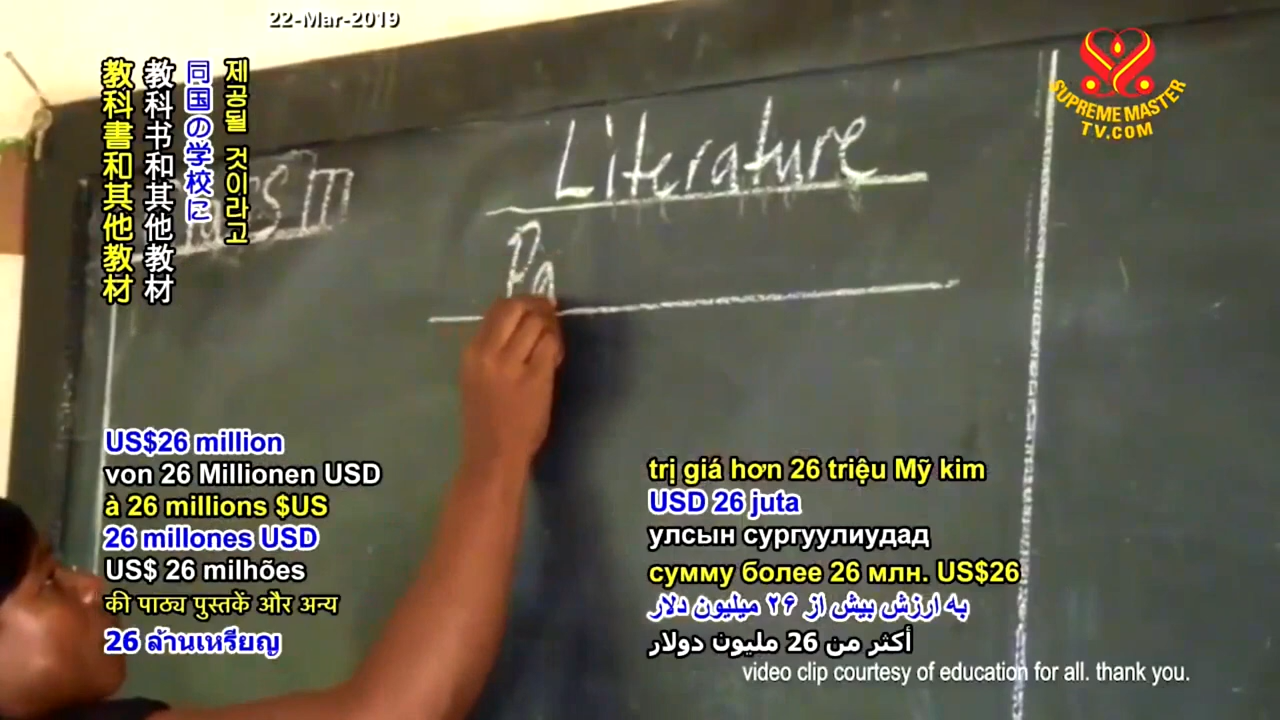 22-Mar-2019
SUPREME MASTER
TV.COM
제공될 것이라고
同国の学校に
教科书和其他教材
教科書和其他教材
Literature
Pa
US$26 million
von 26 Millionen USD
à 26 millions $US
26 millones USD
US$ 26 milhões
की पाठ्य पुस्तकें और अन्य
26 ล้านเหรียญ
trị giá hơn 26 triệu Mỹ kim
USD 26 juta
улсын сургуулиудад
сумму более 26 млн. US$26
به ارزش بیش از ۲۶ میلیون دلار
أكثر من 26 مليون دولار
video clip courtesy of education for all. thank you.